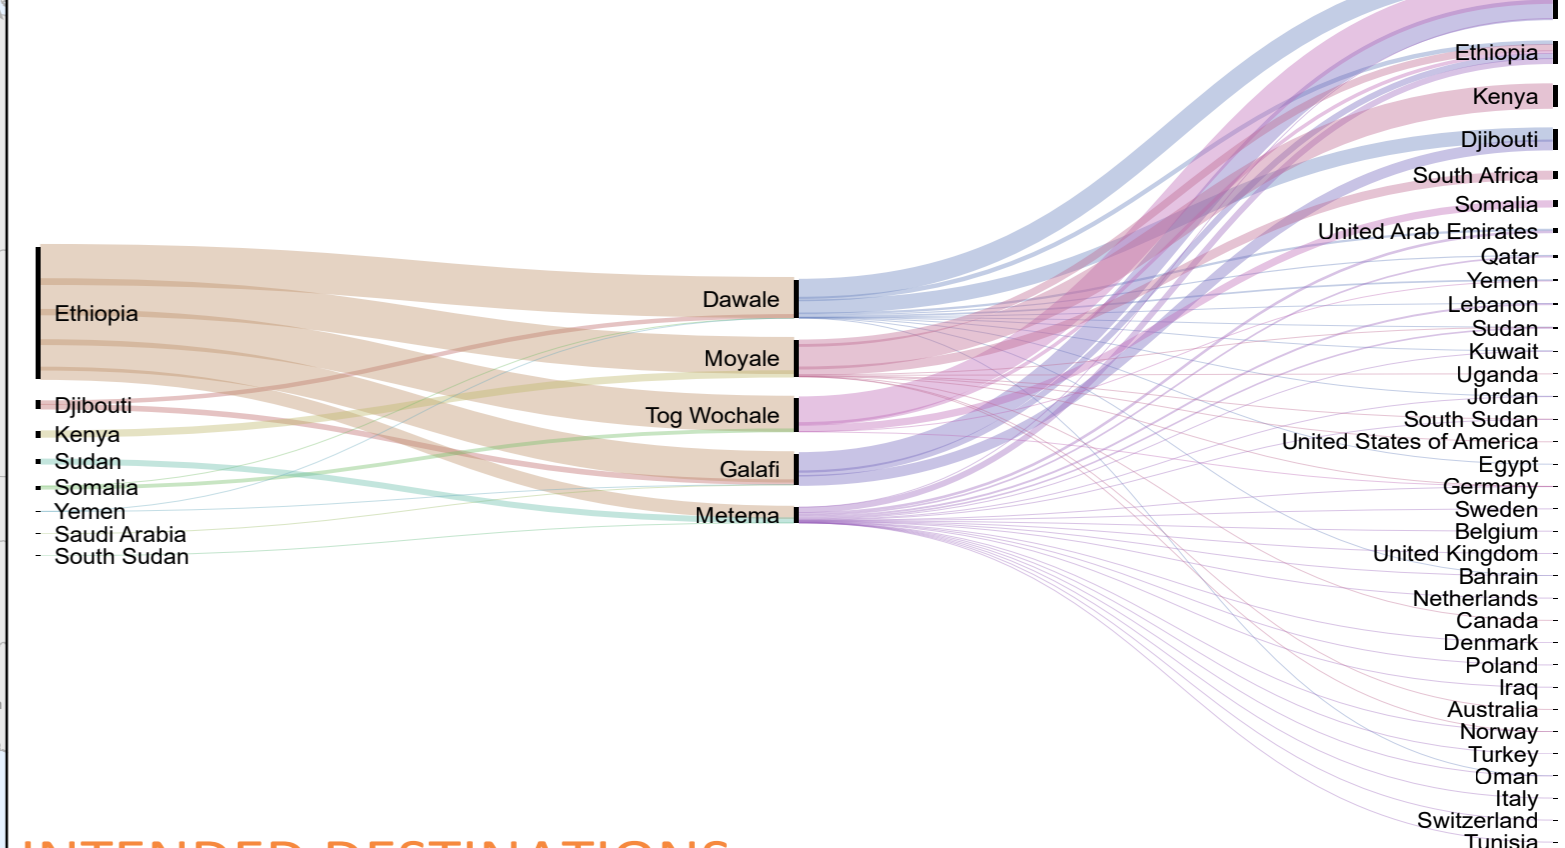 Ethiopia
Djibouti
Kenya
Sudan
Somalia
Yemen
Saudi Arabia
South Sudan
Dawale
Moyale
Tog Wochale
Galafi
Metema
Ethiopia
Kenya
Djibouti
South Africa
Somalia
United Arab Emirates
Qatar
Yemen
Lebanon
Sudan
Kuwait
Uganda
Jordan
South Sudan
United States of America
Egypt
Germany
Sweden
Belgium
United Kingdom
Bahrain
Netherlands
Canada
Denmark
Poland
Iraq
Australia
Norway
Turkey
Oman
Italy
Switzerland
Tunisia
INTENDED DESTINATIONS